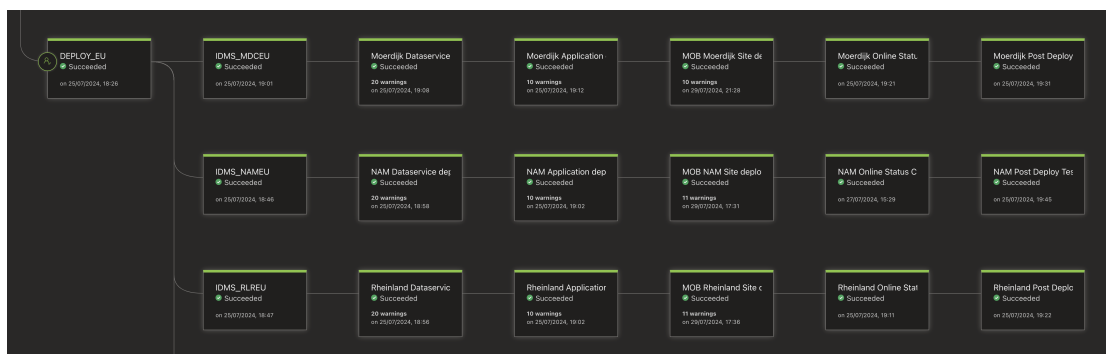 DEPLOY_EU
Succeeded
on 25/07/2024, 18:26
IDMS_MDCEU
Succeeded
on 25/07/2024, 19:01
Moerdijk Dataservice
Succeeded
20 warnings
on 25/07/2024, 19:08
Moerdijk Application
Succeeded
10 warnings
on 25/07/2024, 19:12
MOB Moerdijk Site de
Succeeded
10 warnings
on 29/07/2024, 21:28
Moerdijk Online Statu
Succeeded
on 25/07/2024, 19:21
Moerdijk Post Deploy
Succeeded
on 25/07/2024, 19:31
IDMS_NAMEU
Succeeded
on 25/07/2024, 18:46
NAM Dataservice dep
Succeeded
20 warnings
on 25/07/2024, 18:58
NAM Application dep
Succeeded
10 warnings
on 25/07/2024, 19:02
MOB NAM Site deplo
Succeeded
11 warnings
on 29/07/2024, 17:31
NAM Online Status C
Succeeded
on 27/07/2024, 15:29
NAM Post Deploy Tes
Succeeded
on 25/07/2024, 19:45
IDMS_RLREU
Succeeded
on 25/07/2024, 18:47
Rheinland Dataservic
Succeeded
20 warnings
on 25/07/2024, 18:56
Rheinland Application
Succeeded
10 warnings
on 25/07/2024, 19:02
MOB Rheinland Site c
Succeeded
11 warnings
on 29/07/2024, 17:36
Rheinland Online Stat
Succeeded
on 25/07/2024, 19:11
Rheinland Post Deplo
Succeeded
on 25/07/2024, 19:22